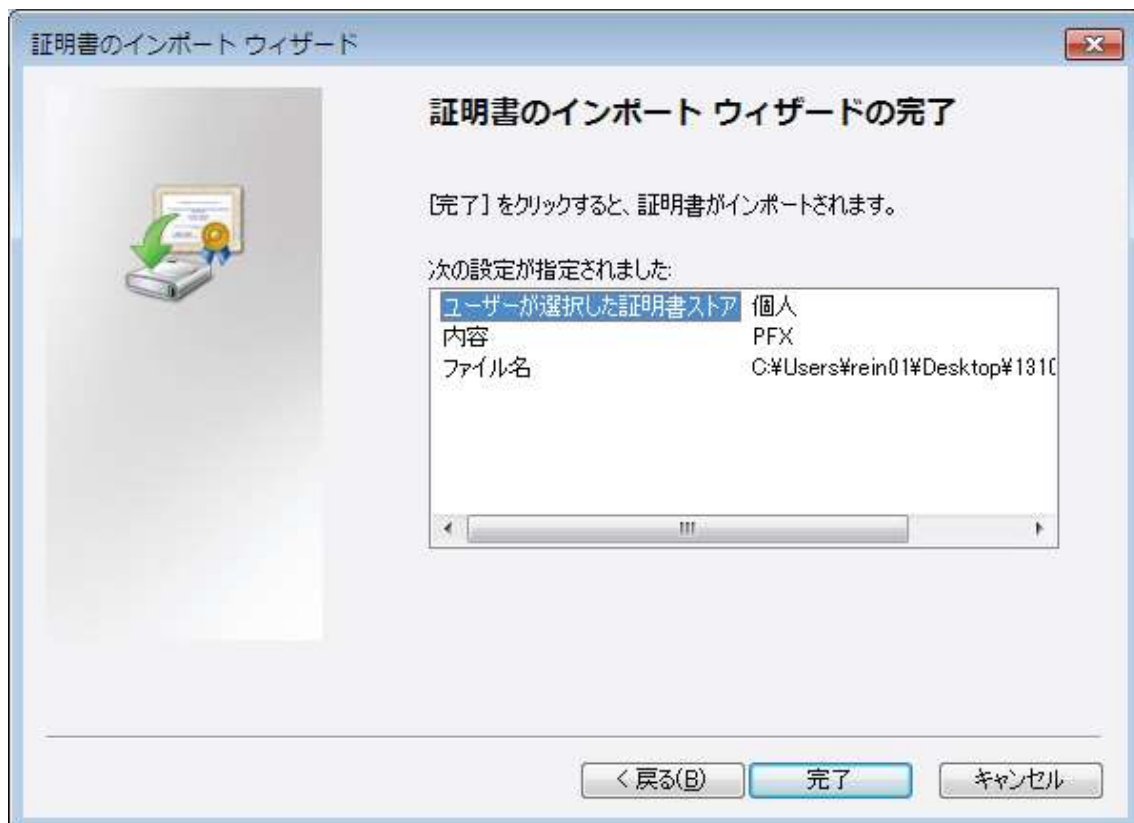 証明書のインポート ウィザード
証明書のインポート ウィザードの完了
[完了] をクリックすると、証明書がインポートされます。
次の設定が指定されました:
ユーザーが選択した証明書ストア 個人
内容 PFX
ファイル名 C:¥Users¥rein01¥Desktop¥1310
< 戻る(B) 完了 キャンセル